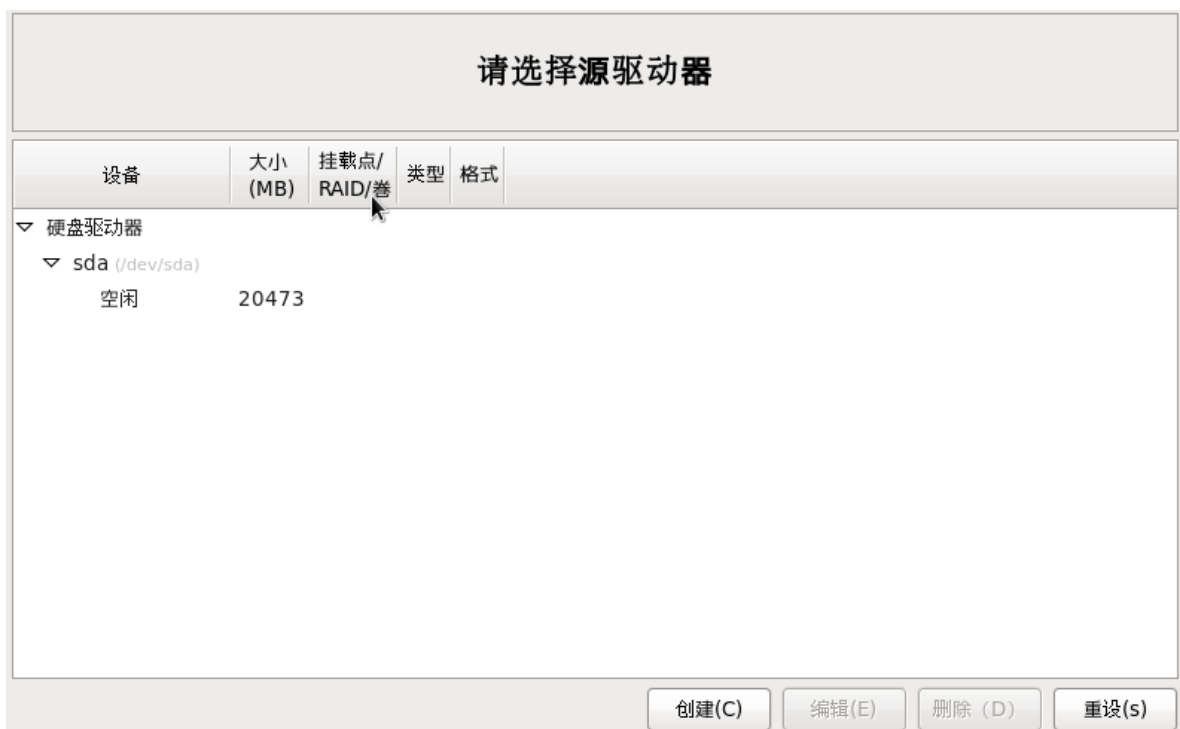 请选择源驱动器
设备
大小
(MB)
挂载点/
RAID/卷
类型
格式
硬盘驱动器
sda (/dev/sda)
空闲 20473
创建(C)
编辑(E)
删除（D）
重设(s)